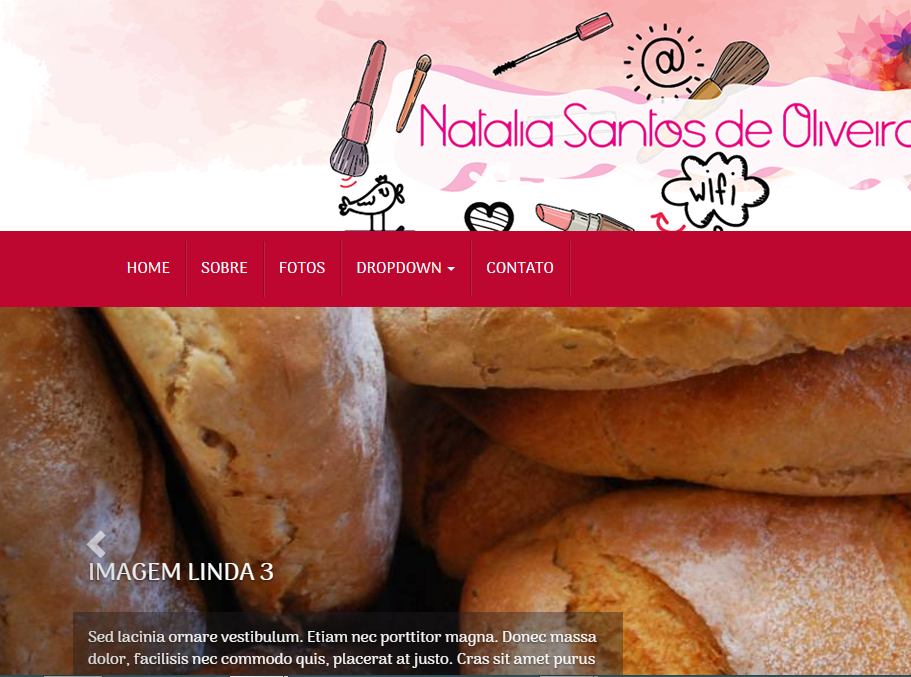 @
Natalia Santos de Oliveira
wifi
HOME
SOBRE
FOTOS
DROPDOWN
CONTATO
IMAGEM LINDA 3
Sed lacinia ornare vestibulum. Etiam nec porttitor magna. Donec massa
dolor, facilisis nec commodo quis, placerat at justo. Cras sit amet purus